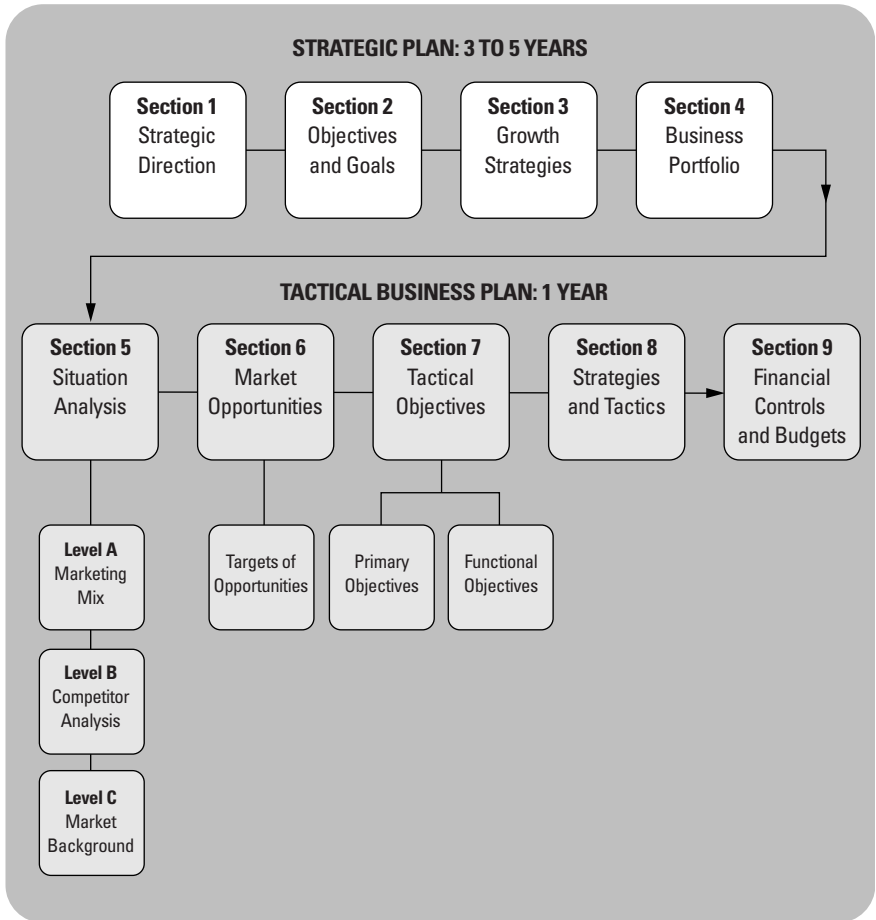 STRATEGIC PLAN: 3 TO 5 YEARS
Section 1
Strategic
Direction
Section 2
Objectives
and Goals
Section 3
Growth
Strategies
Section 4
Business
Portfolio
TACTICAL BUSINESS PLAN: 1 YEAR
Section 5
Situation
Analysis
Section 6
Market
Opportunities
Section 7
Tactical
Objectives
Section 8
Strategies
and Tactics
Section 9
Financial
Controls
and Budgets
Level A
Marketing
Mix
Targets of
Opportunities
Primary
Objectives
Functional
Objectives
Level B
Competitor
Analysis
Level C
Market
Background